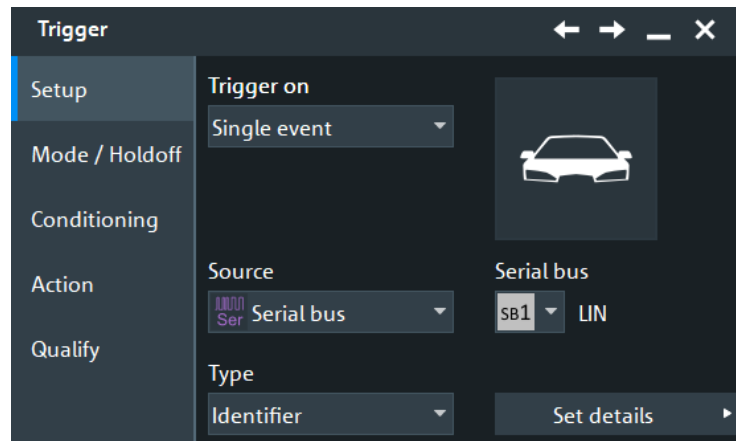 Trigger
Setup
Mode / Holdoff
Conditioning
Action
Qualify
Trigger on
Single event
Source
Ser Serial bus
Serial bus
SB1 LIN
Type
Identifier
Set details